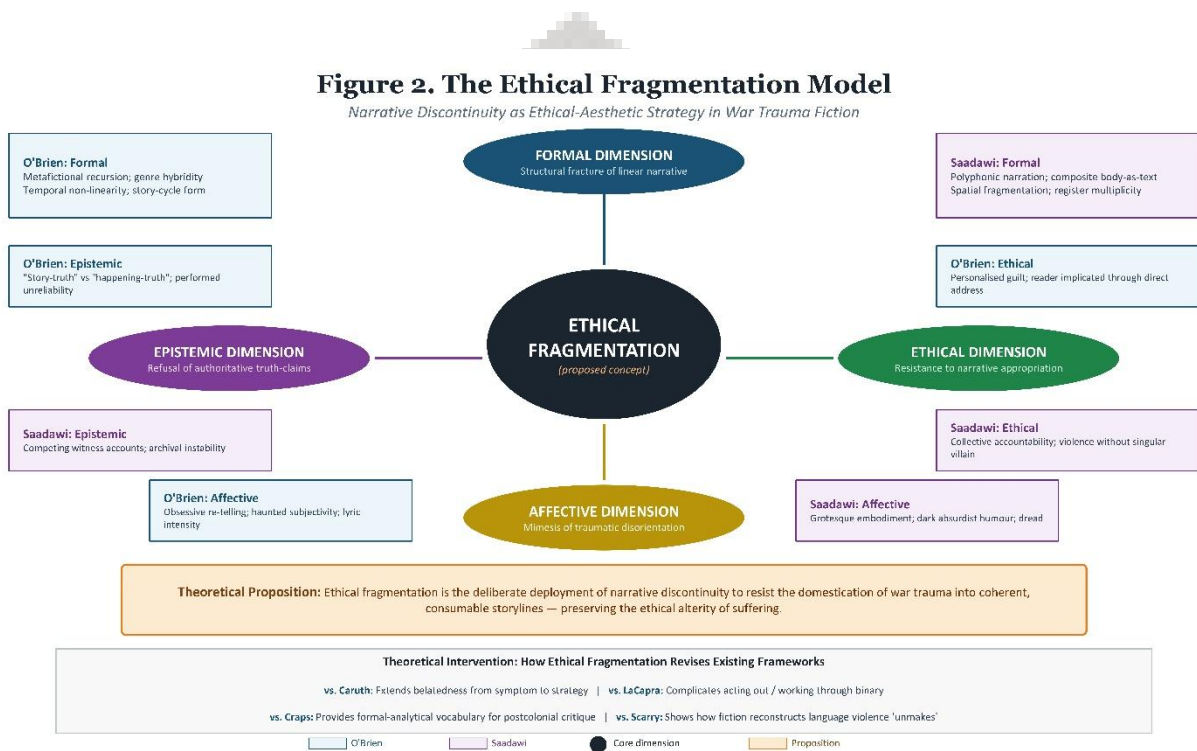 Figure 2. The Ethical Fragmentation Model
Narrative Discontinuity as Ethical-Aesthetic Strategy in War Trauma Fiction
O'Brien: Formal
Metafictional recursion; genre hybridity
Temporal non-linearity; story-cycle form
FORMAL DIMENSION
Structural fracture of linear narrative
Saadawi: Formal
Polyphonic narration; composite body-as-text
Spatial fragmentation; register multiplicity
O'Brien: Epistemic
"Story-truth" vs "happening-truth"; performed
unreliability
O'Brien: Ethical
Personalised guilt; reader implicated through direct
address
ETHICAL
FRAGMENTATION
(proposed concept)
EPISTEMIC DIMENSION
Refusal of authoritative truth-claims
ETHICAL DIMENSION
Resistance to narrative appropriation
Saadawi: Epistemic
Competing witness accounts; archival instability
Saadawi: Ethical
Collective accountability; violence without singular
villain
O'Brien: Affective
Obsessive re-telling; haunted subjectivity; lyric
intensity
AFFECTIVE DIMENSION
Mimesis of traumatic disorientation
Saadawi: Affective
Grotesque embodiment; dark absurdist humour; dread
Theoretical Proposition: Ethical fragmentation is the deliberate deployment of narrative discontinuity to resist the domestication of war trauma into coherent,
consumable storylines — preserving the ethical alterity of suffering.
Theoretical Intervention: How Ethical Fragmentation Revises Existing Frameworks
vs. Caruth: Extends belatedness from symptom to strategy | vs. LaCapra: Complicates acting out / working through binary
vs. Craps: Provides formal-analytical vocabulary for postcolonial critique | vs. Scarry: Shows how fiction reconstructs language violence 'unmakes'
O'Brien
Saadawi
Core dimension
Proposition